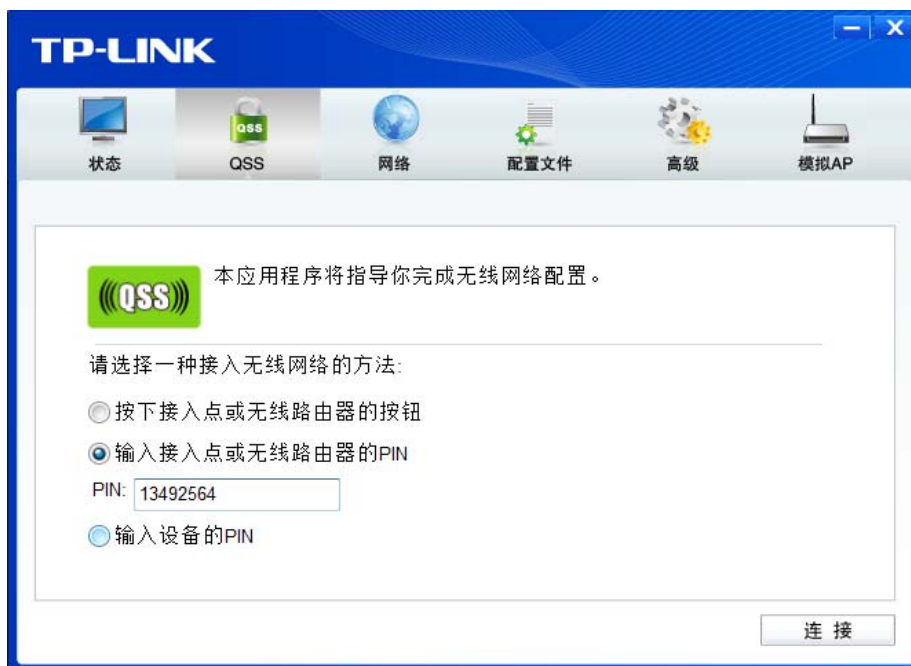 TP-LINK
QSS
状态
QSS
网络
配置文件
高级
模拟AP
QSS
本应用程序将指导你完成无线网络配置。
请选择一种接入无线网络的方法:
按下接入点或无线路由器的按钮
输入接入点或无线路由器的PIN
PIN: 13492564
输入设备的PIN
连 接